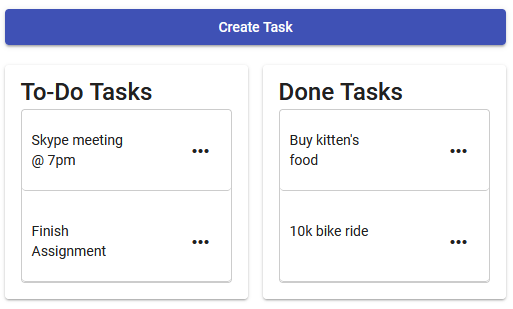 Create Task
To-Do Tasks
Skype meeting
@ 7pm
Finish
Assignment
Done Tasks
Buy kitten's
food
10k bike ride